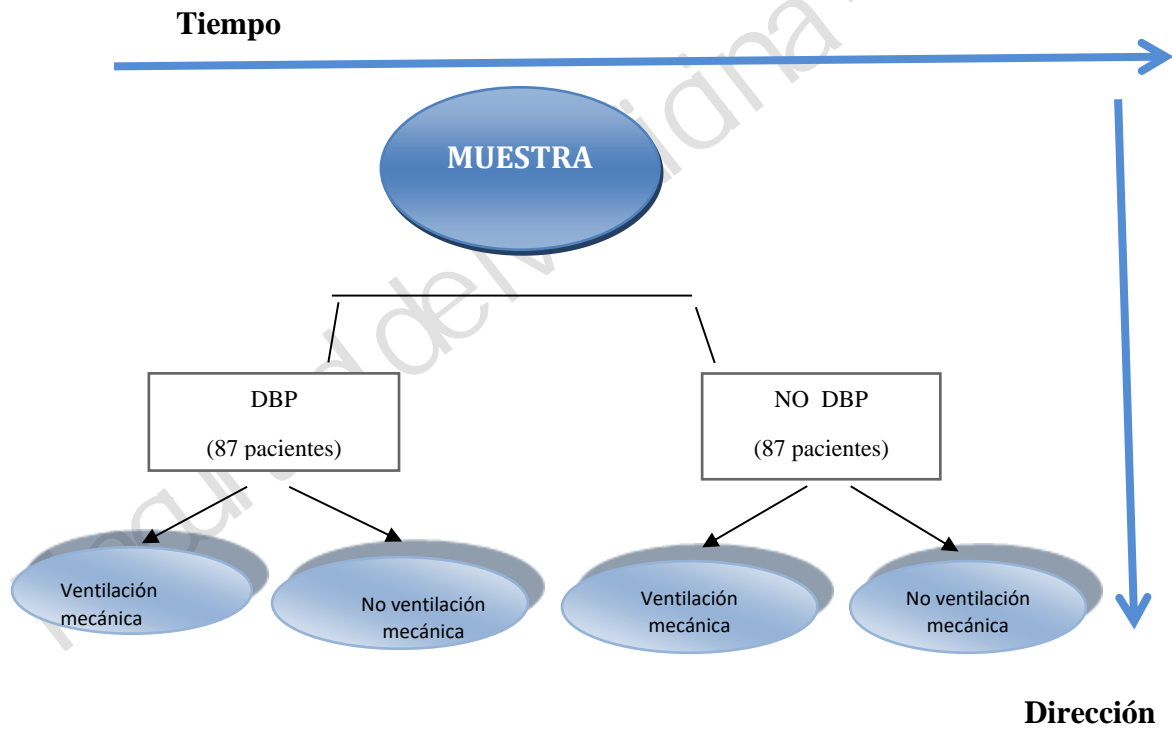 Tiempo
MUESTRA
DBP
(87 pacientes)
NO DBP
(87 pacientes)
Ventilación
mecánica
No ventilación
mecánica
Ventilación
mecánica
No ventilación
mecánica
Dirección